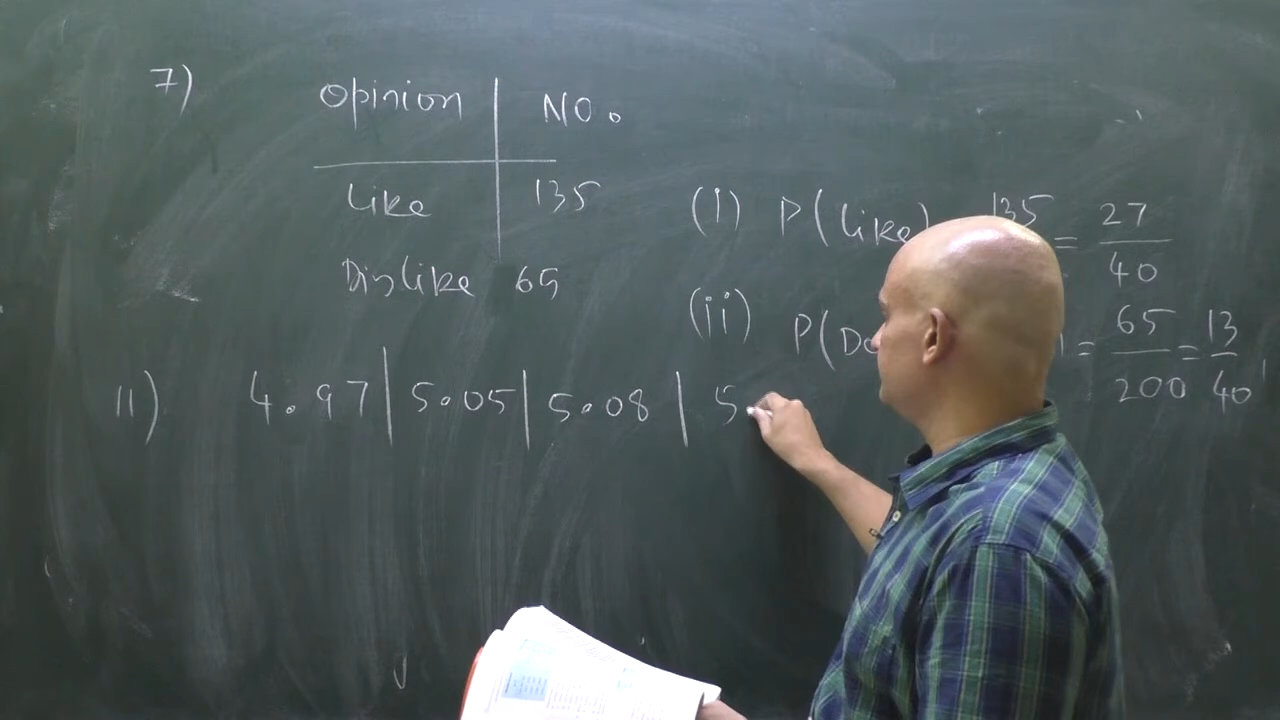 7)
Opinion | No.
Like | 135
Dislike 65
(i) P(like) 135 = 27/40
(ii) P(Do = 65/200 = 13/40
11) 4.97 | 5.05 | 5.08 | 5.